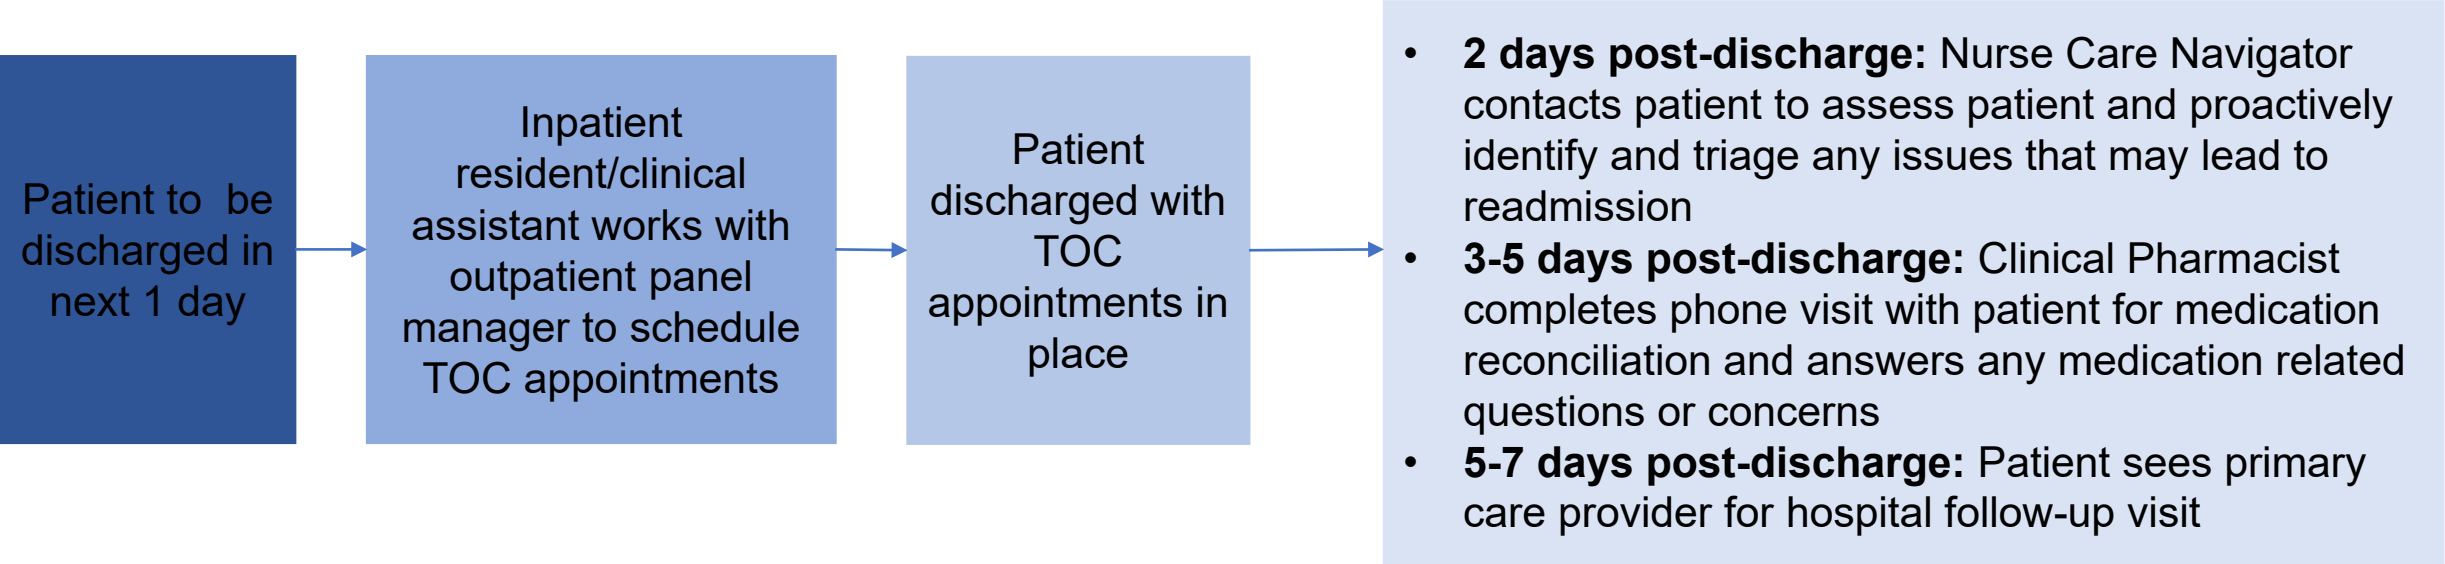 Patient to  be
discharged in
next 1 day
Inpatient
resident/clinical
assistant works with
outpatient panel
manager to schedule
TOC appointments
Patient
discharged with
TOC
appointments in
place
• 2 days post-discharge: Nurse Care Navigator
contacts patient to assess patient and proactively
identify and triage any issues that may lead to
readmission
• 3-5 days post-discharge: Clinical Pharmacist
completes phone visit with patient for medication
reconciliation and answers any medication related
questions or concerns
• 5-7 days post-discharge: Patient sees primary
care provider for hospital follow-up visit